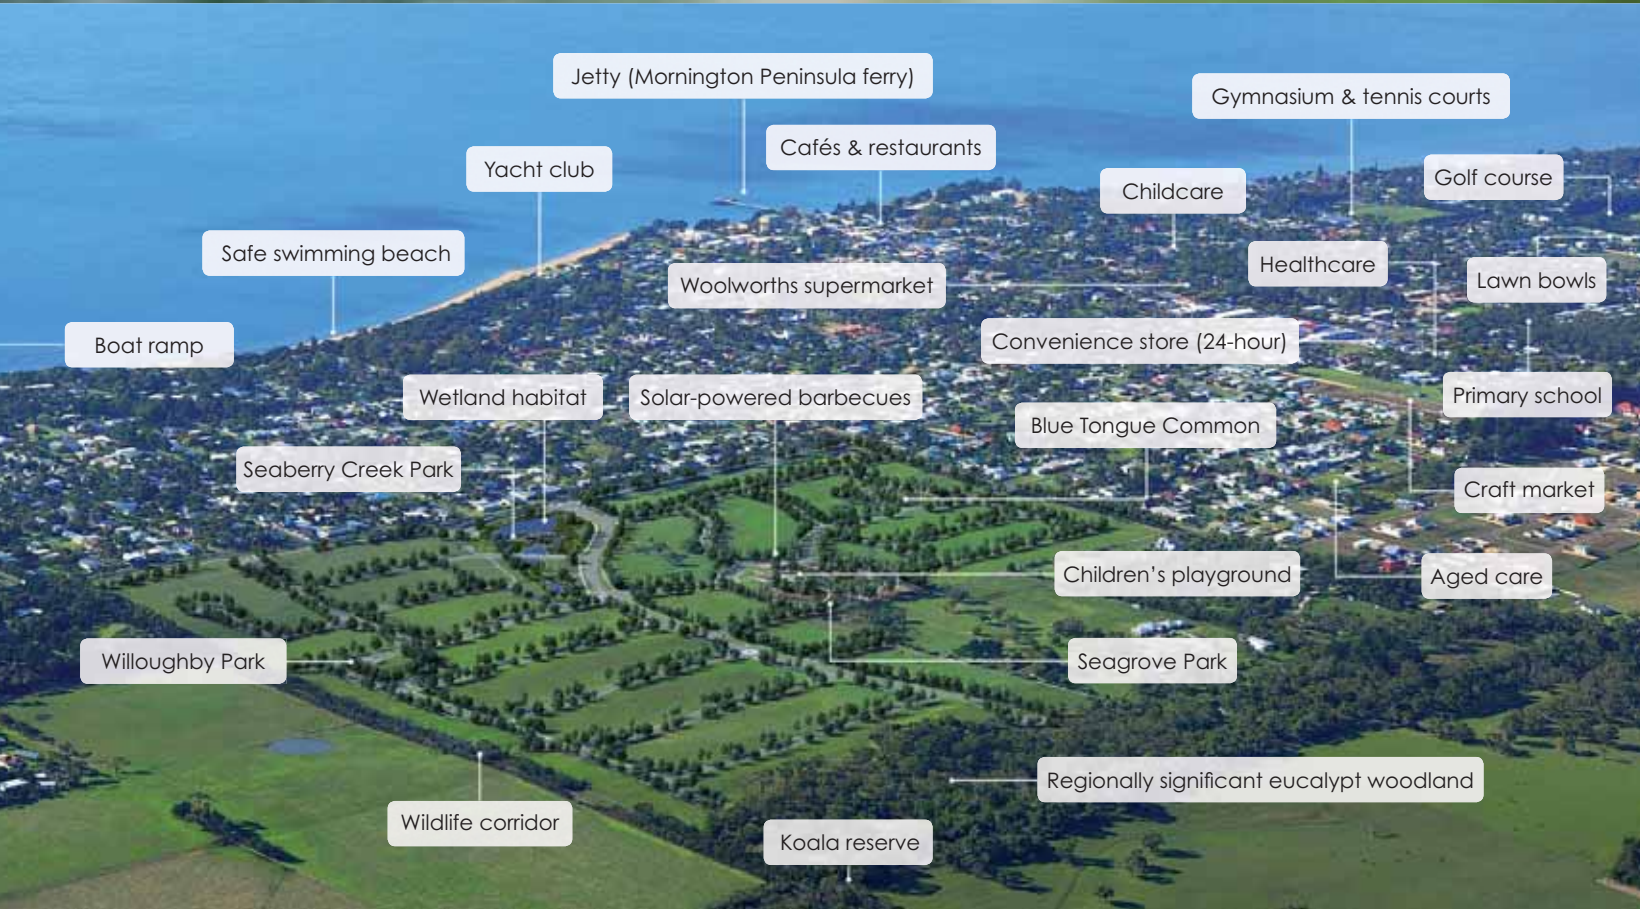 Jetty (Mornington Peninsula ferry)
Gymnasium & tennis courts
Cafés & restaurants
Yacht club
Golf course
Childcare
Safe swimming beach
Healthcare
Lawn bowls
Woolworths supermarket
Boat ramp
Convenience store (24-hour)
Wetland habitat
Solar-powered barbecues
Primary school
Blue Tongue Common
Seaberry Creek Park
Craft market
Children’s playground
Aged care
Willoughby Park
Seagrove Park
Regionally significant eucalypt woodland
Wildlife corridor
Koala reserve